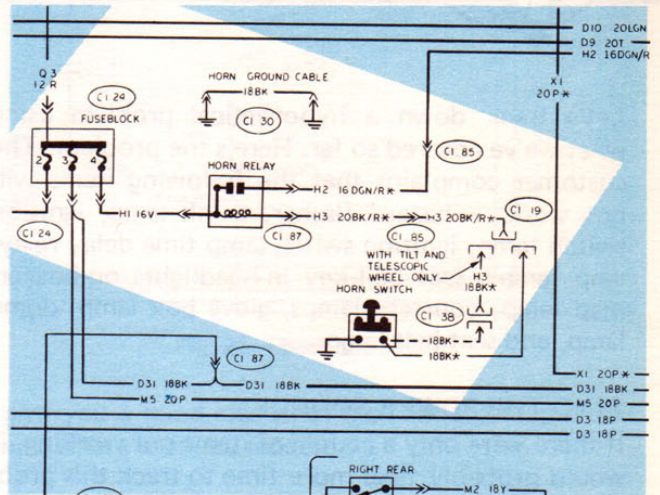 D10 20LGN
D9 20T
H2 16DGN/R
Q3
12 R
C1 24
FUSEBLOCK
HORN GROUND CABLE
18BK
C1 30
X1
20P*
C1 85
2 3 4
HORN RELAY
H2 16DGN/R*
C1 24
H1 16V
H3 20BK/R*
H3 20BK/R*
C1 19
C1 87
C1 85
WITH TILT AND
TELESCOPIC
WHEEL ONLY
H3
18BK*
HORN SWITCH
C1 38
18BK
18BK*
C1 87
X1 20P*
D31 18BK
D31 18BK
D31 18BK
M5 20P
M5 20P
D3 18P
D3 18P
RIGHT REAR
M2 18Y